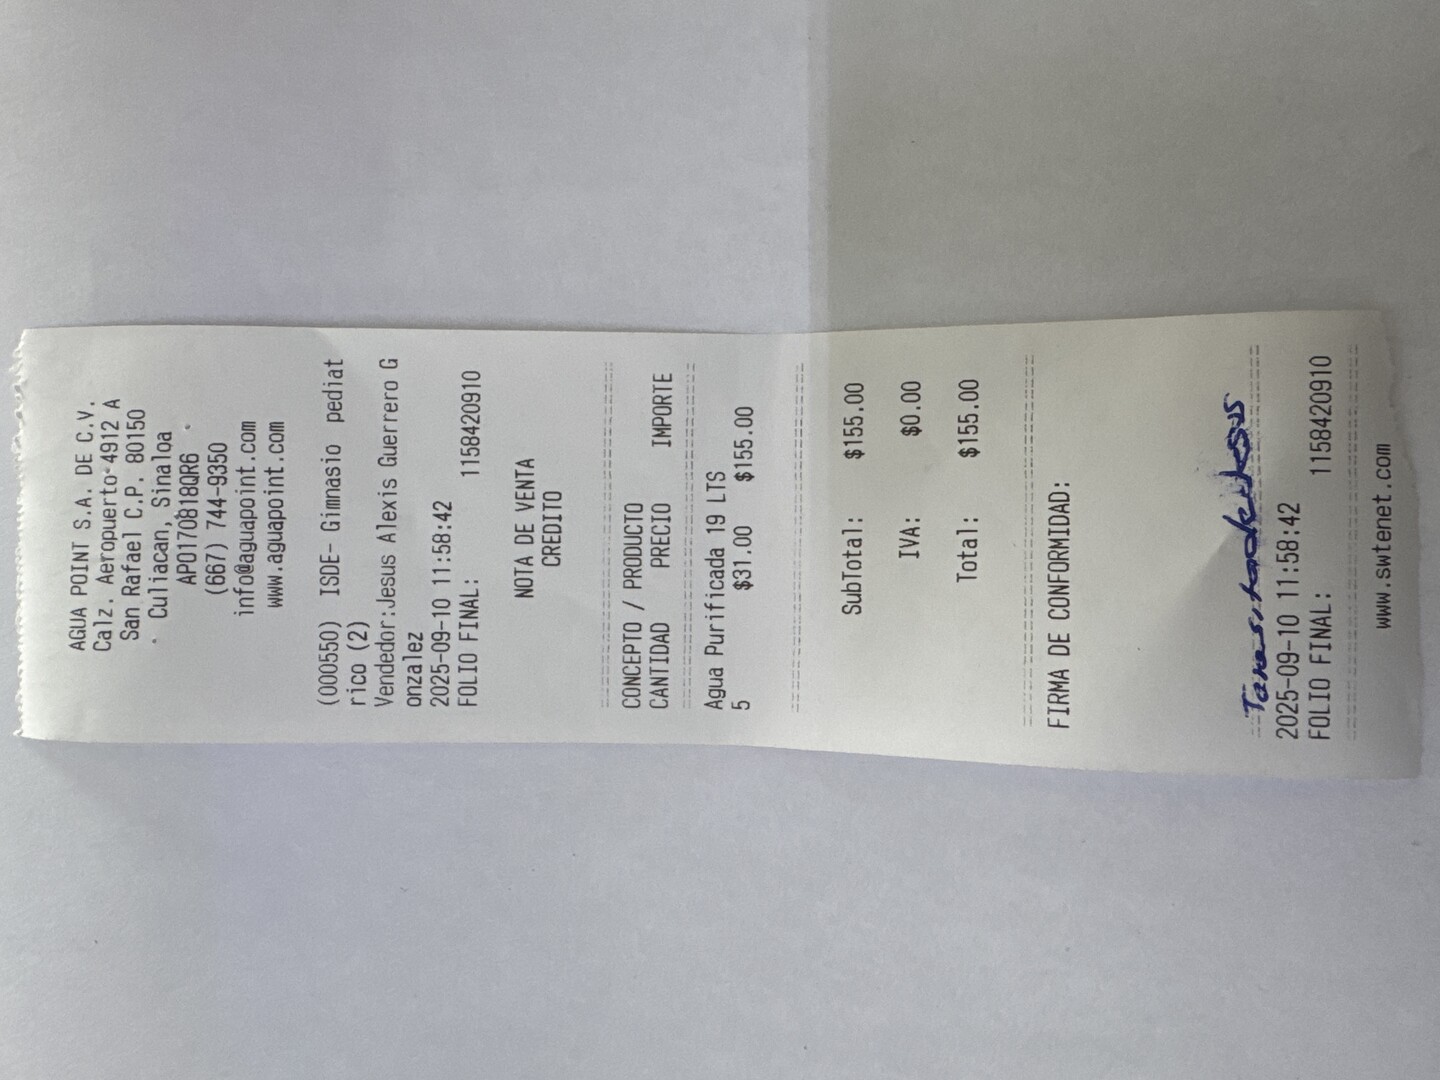 AGUA POINT S.A. DE C.V.
Calz. Aeropuerto 4912 A
San Rafael C.P. 80150
Culiacan, Sinaloa
APO170818QR6
(667) 744-9350
info@aguapoint.com
www.aguapoint.com
(000550) ISDE- Gimnasio pediat
rico (2)
Vendedor:Jesus Alexis Guerrero G
onzalez
2025-09-10 11:58:42
FOLIO FINAL: 1158420910
NOTA DE VENTA
CREDITO
CONCEPTO / PRODUCTO
CANTIDAD PRECIO IMPORTE
Agua Purificada 19 LTS
5 $31.00 $155.00
SubTotal: $155.00
IVA: $0.00
Total: $155.00
FIRMA DE CONFORMIDAD:
2025-09-10 11:58:42
FOLIO FINAL: 1158420910
www.swtenet.com